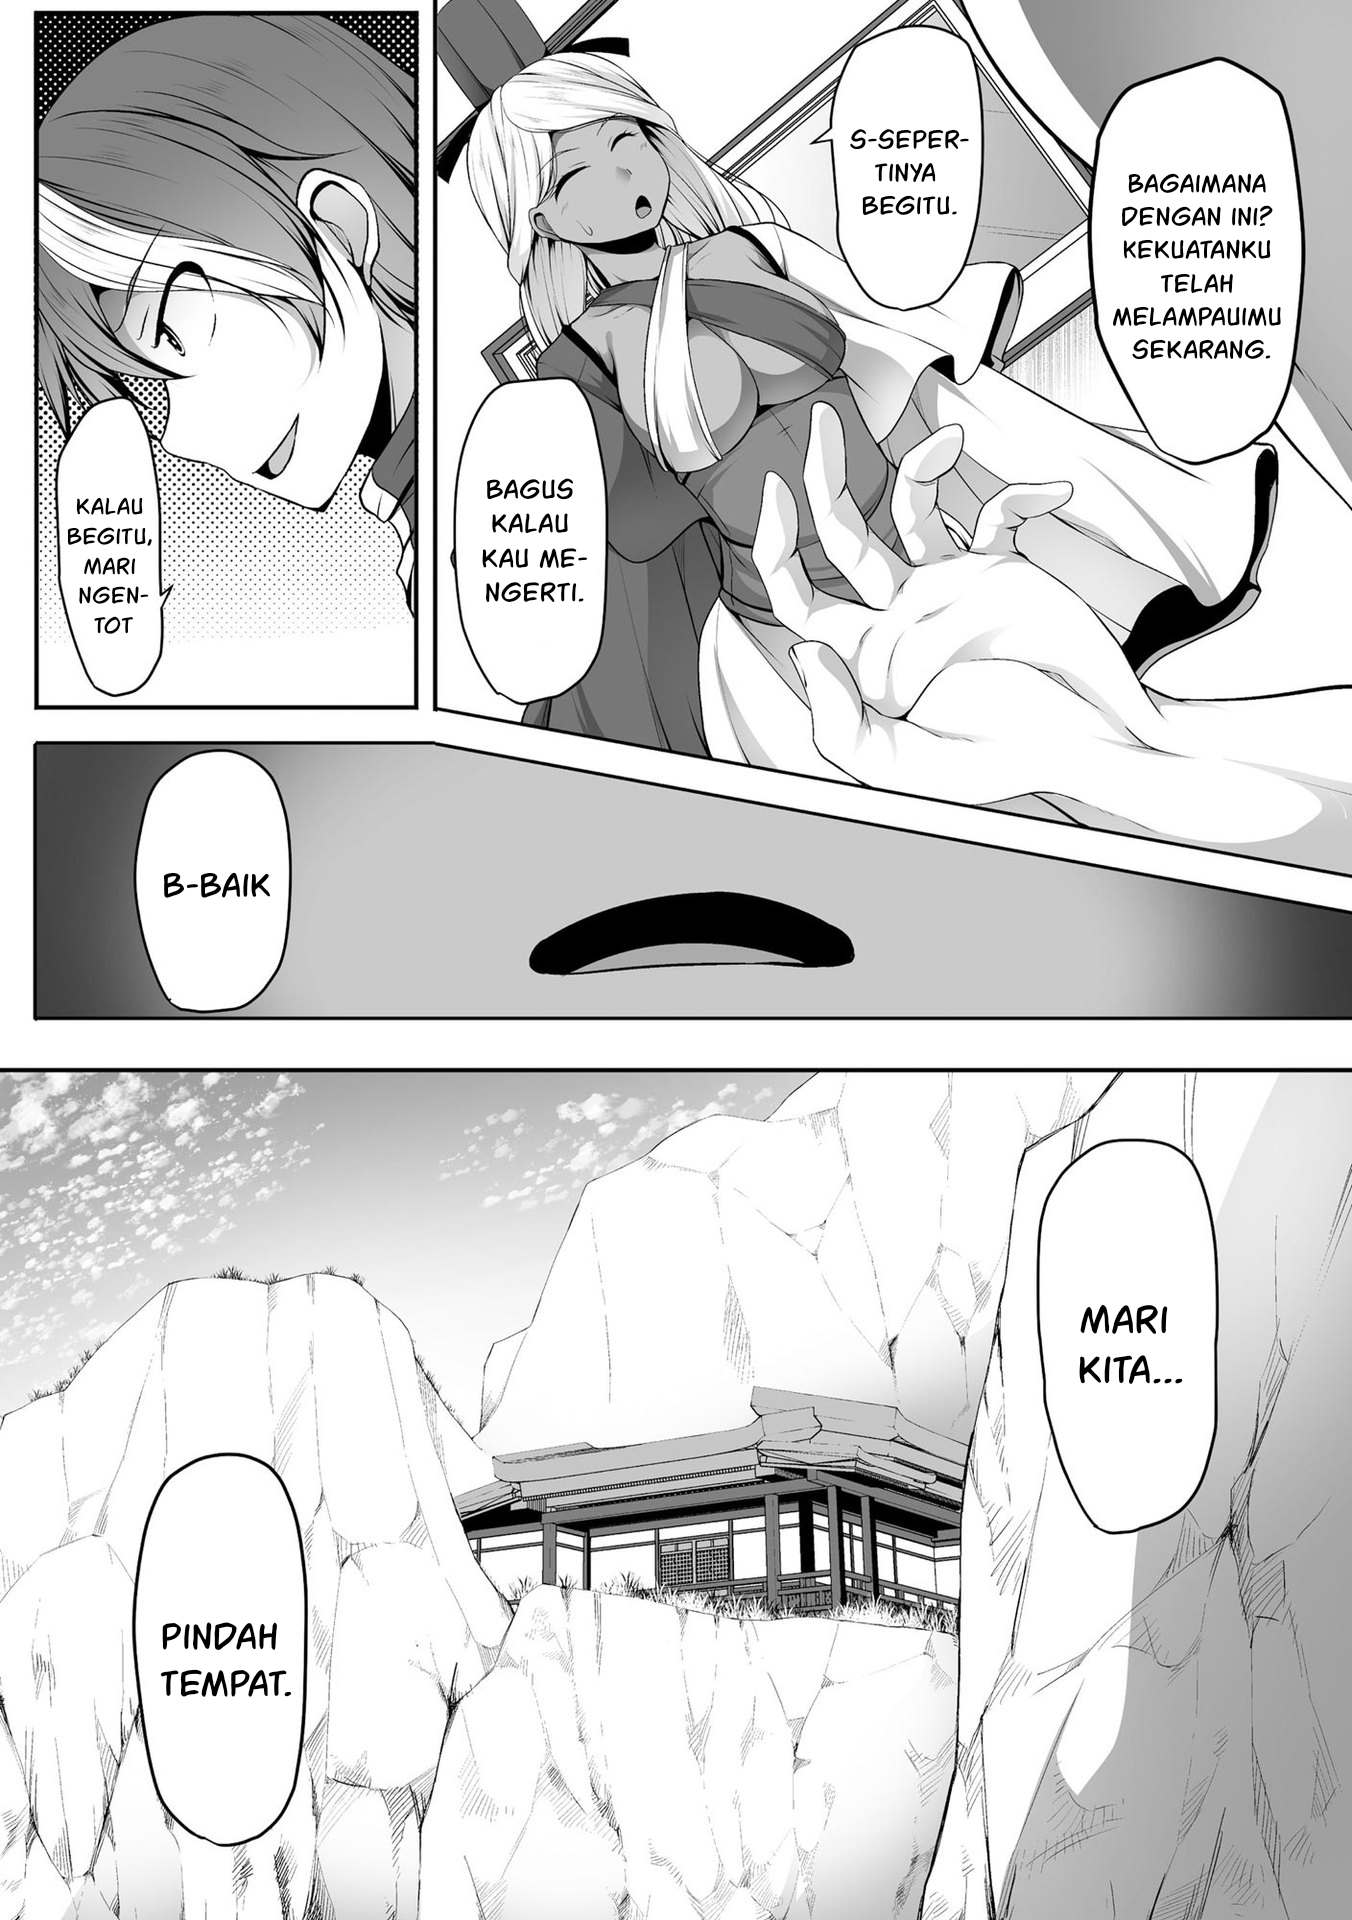 BAGAIMANA
DENGAN INI?
KEKUATANKU
TELAH
MELAMPAUIMU
SEKARANG.
S-SEPER-
TINYA
BEGITU.
BAGUS
KALAU
KAU ME-
NGERTI.
KALAU
BEGITU,
MARI
NGEN-
TOT
B-BAIK
MARI
KITA...
PINDAH
TEMPAT.